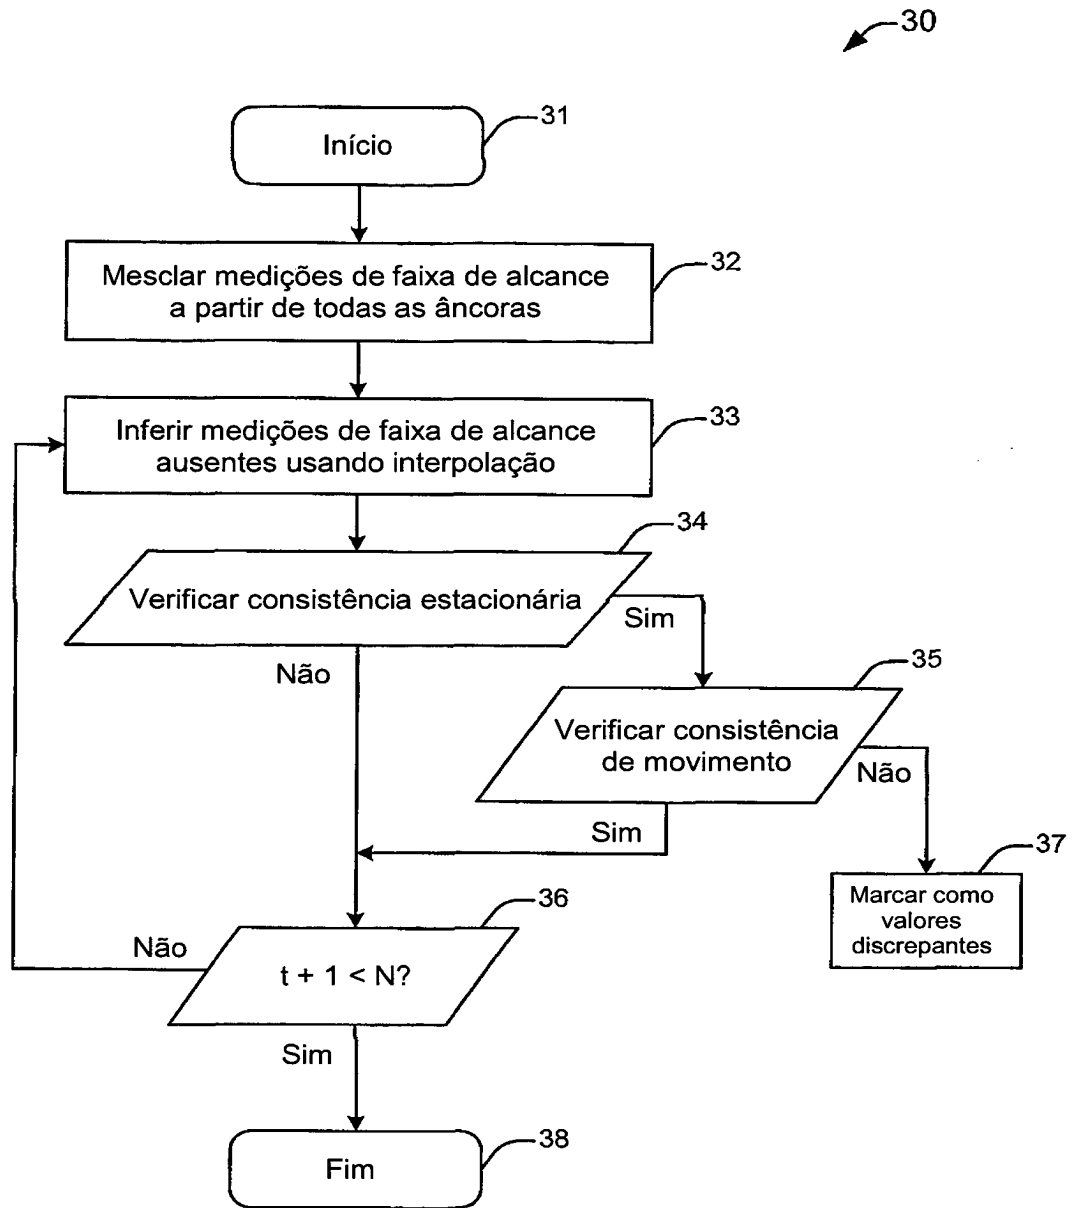 30
Início
31
Mesclar medições de faixa de alcance
a partir de todas as âncoras
32
Inferir medições de faixa de alcance
ausentes usando interpolação
33
Verificar consistência estacionária
34
Sim
Não
Verificar consistência
de movimento
35
Não
Sim
Marcar como
valores
discrepantes
37
t + 1 < N?
36
Não
Sim
Fim
38